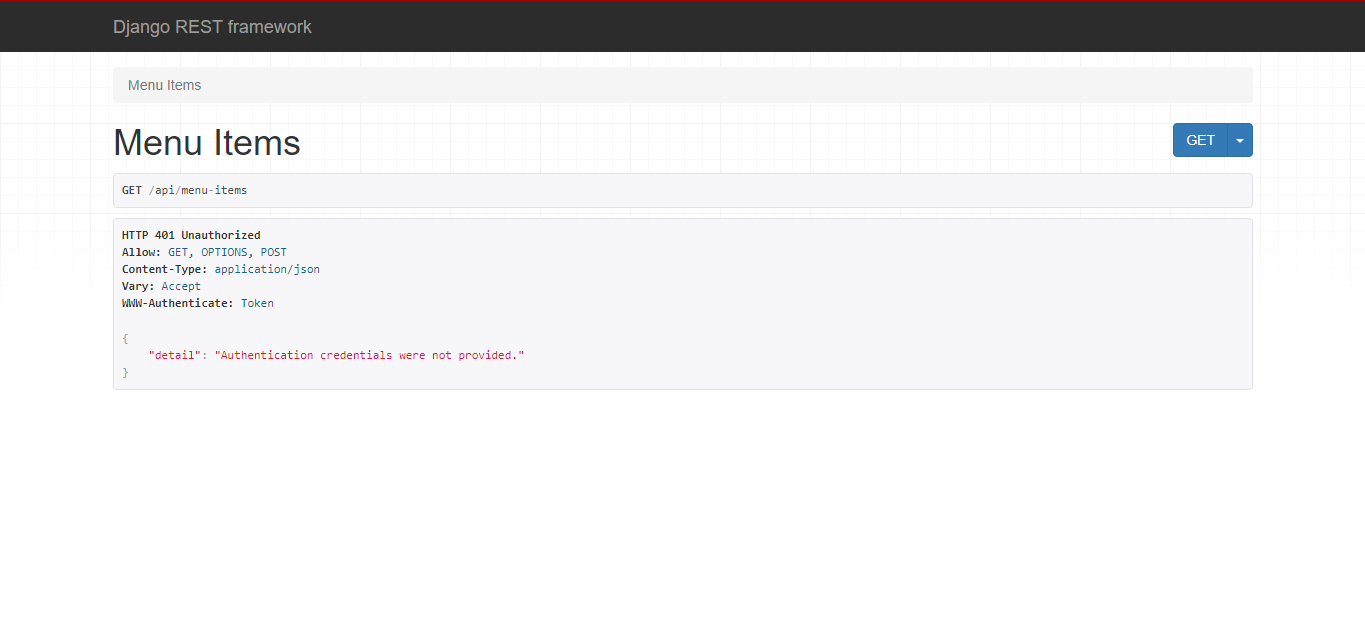 Django REST framework
Menu Items
Menu Items
GET
GET /api/menu-items
HTTP 401 Unauthorized
Allow: GET, OPTIONS, POST
Content-Type: application/json
Vary: Accept
WWW-Authenticate: Token
{
"detail": "Authentication credentials were not provided."
}